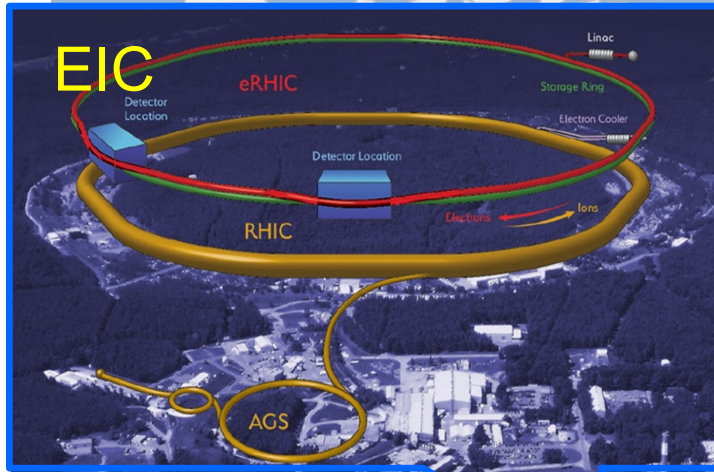 EIC
eRHIC
Linac
Storage Ring
Detector
Location
Electron Cooler
Detector Location
Electrons
Ions
RHIC
AGS